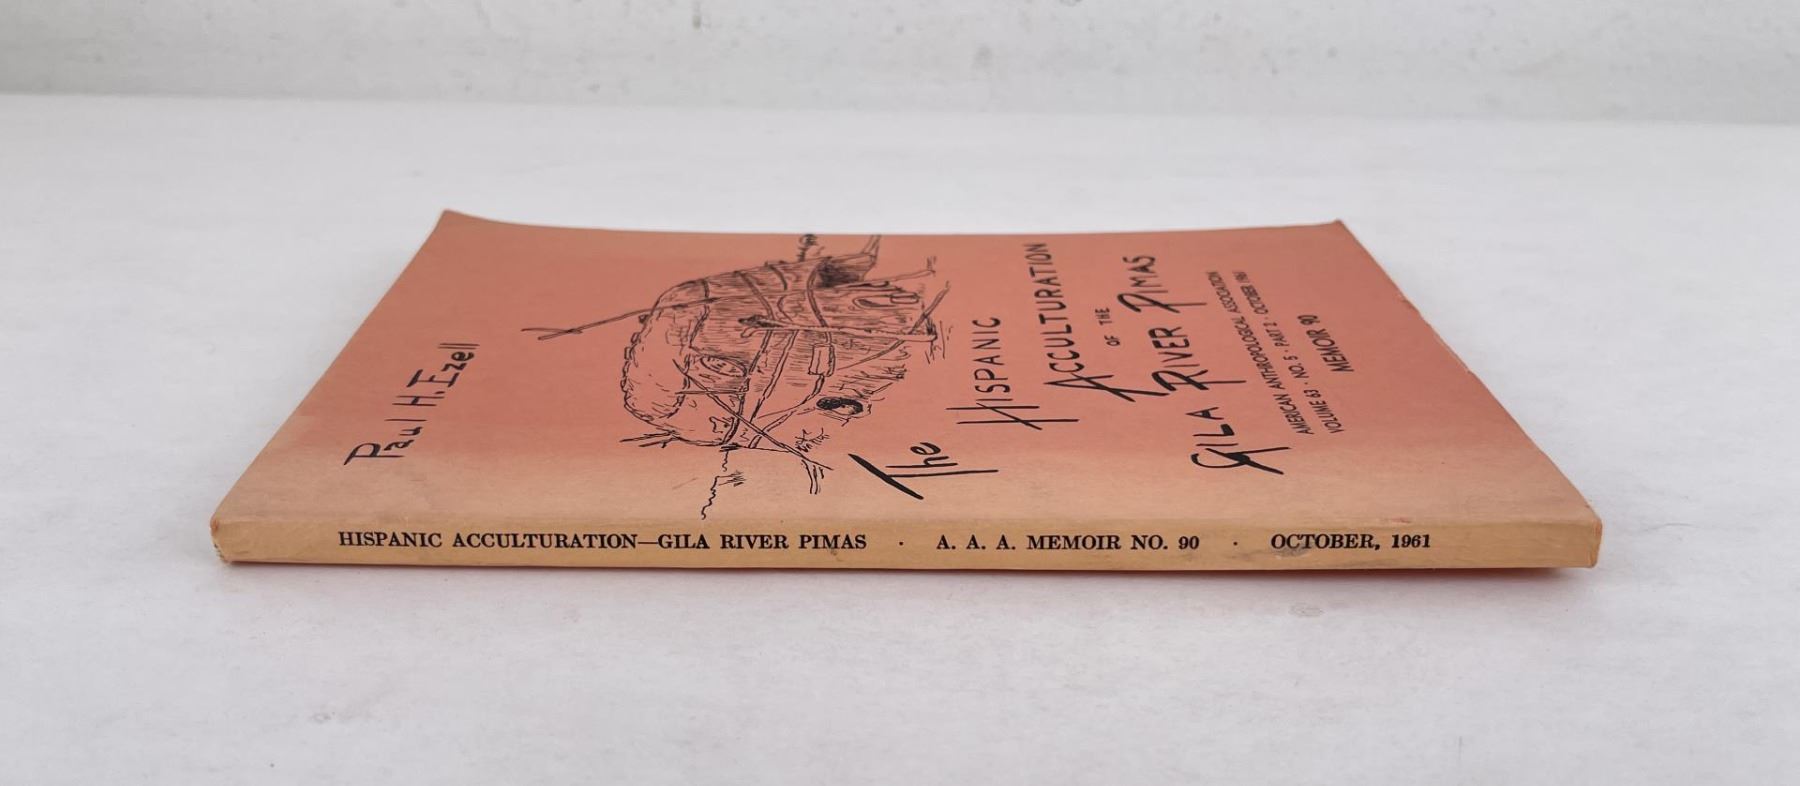 Paul H. Ezell
The
HISPANIC
ACCULTURATION
OF THE
GILA RIVER PIMAS
AMERICAN ANTHROPOLOGICAL ASSOCIATION
VOLUME 63 · NO. 5 · PART 2 · OCTOBER 1961
MEMOIR 90
HISPANIC ACCULTURATION—GILA RIVER PIMAS · A. A. A. MEMOIR NO. 90 · OCTOBER, 1961